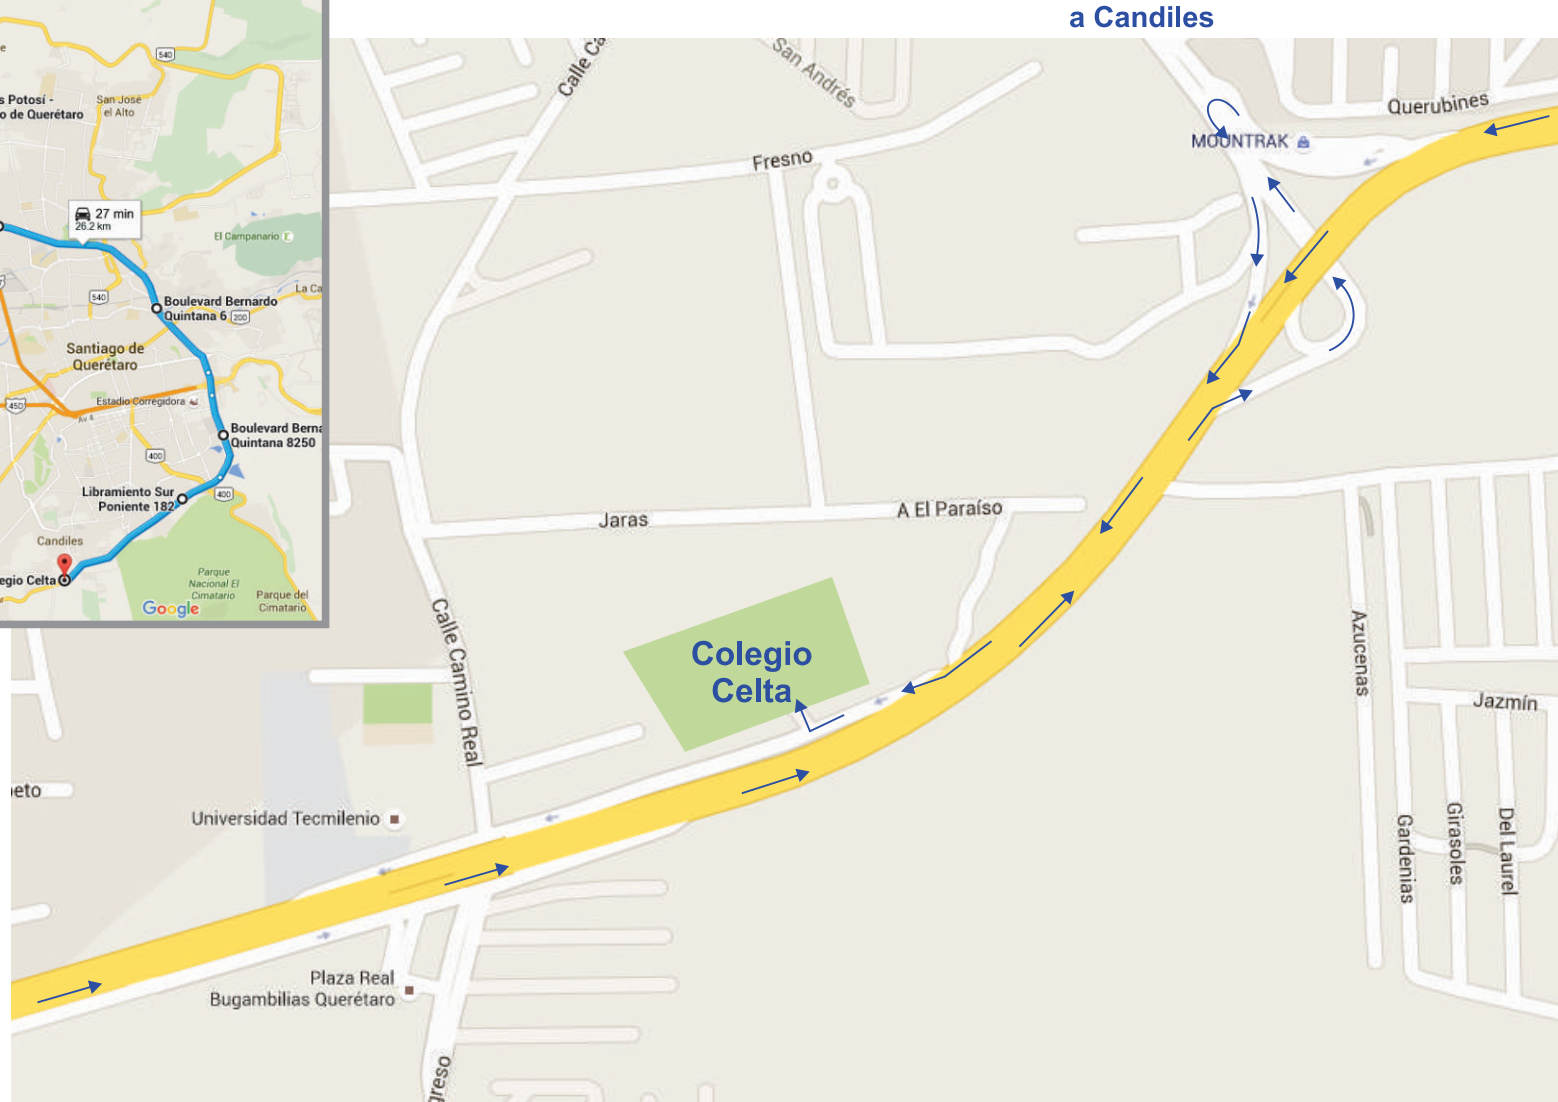 a Candiles
540
s Potosí -
o de Querétaro
San José
el Alto
27 min
26.2 km
El Campanario
540
Boulevard Bernardo
Quintana 6
200
La Ca
Santiago de
Querétaro
Estadio Corregidora
45D
Av 4
400
Boulevard Berna
Quintana 8250
Libramiento Sur
Poniente 182
400
Candiles
egio Celta
Parque
Nacional El
Cimatario
Parque del
Cimatario
Google
Calle Ca
San Andrés
Querubines
MOUNTRAK
Fresno
Jaras
A El Paraíso
Calle Camino Real
Colegio
Celta
Azucenas
Jazmín
eto
Universidad Tecmilenio
Gardenias
Girasoles
Del Laurel
Plaza Real
Bugambilias Querétaro
greso